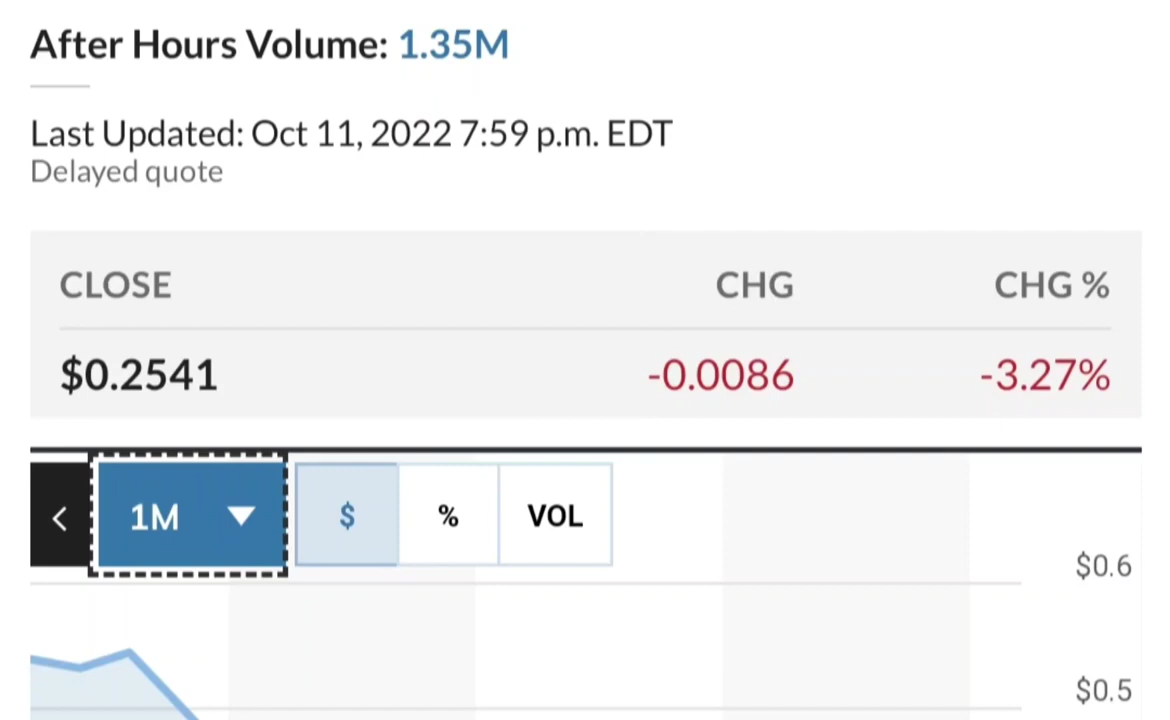 After Hours Volume: 1.35M
Last Updated: Oct 11, 2022 7:59 p.m. EDT
Delayed quote
CLOSE CHG CHG %
$0.2541 -0.0086 -3.27%
1M $ % VOL
$0.6
$0.5